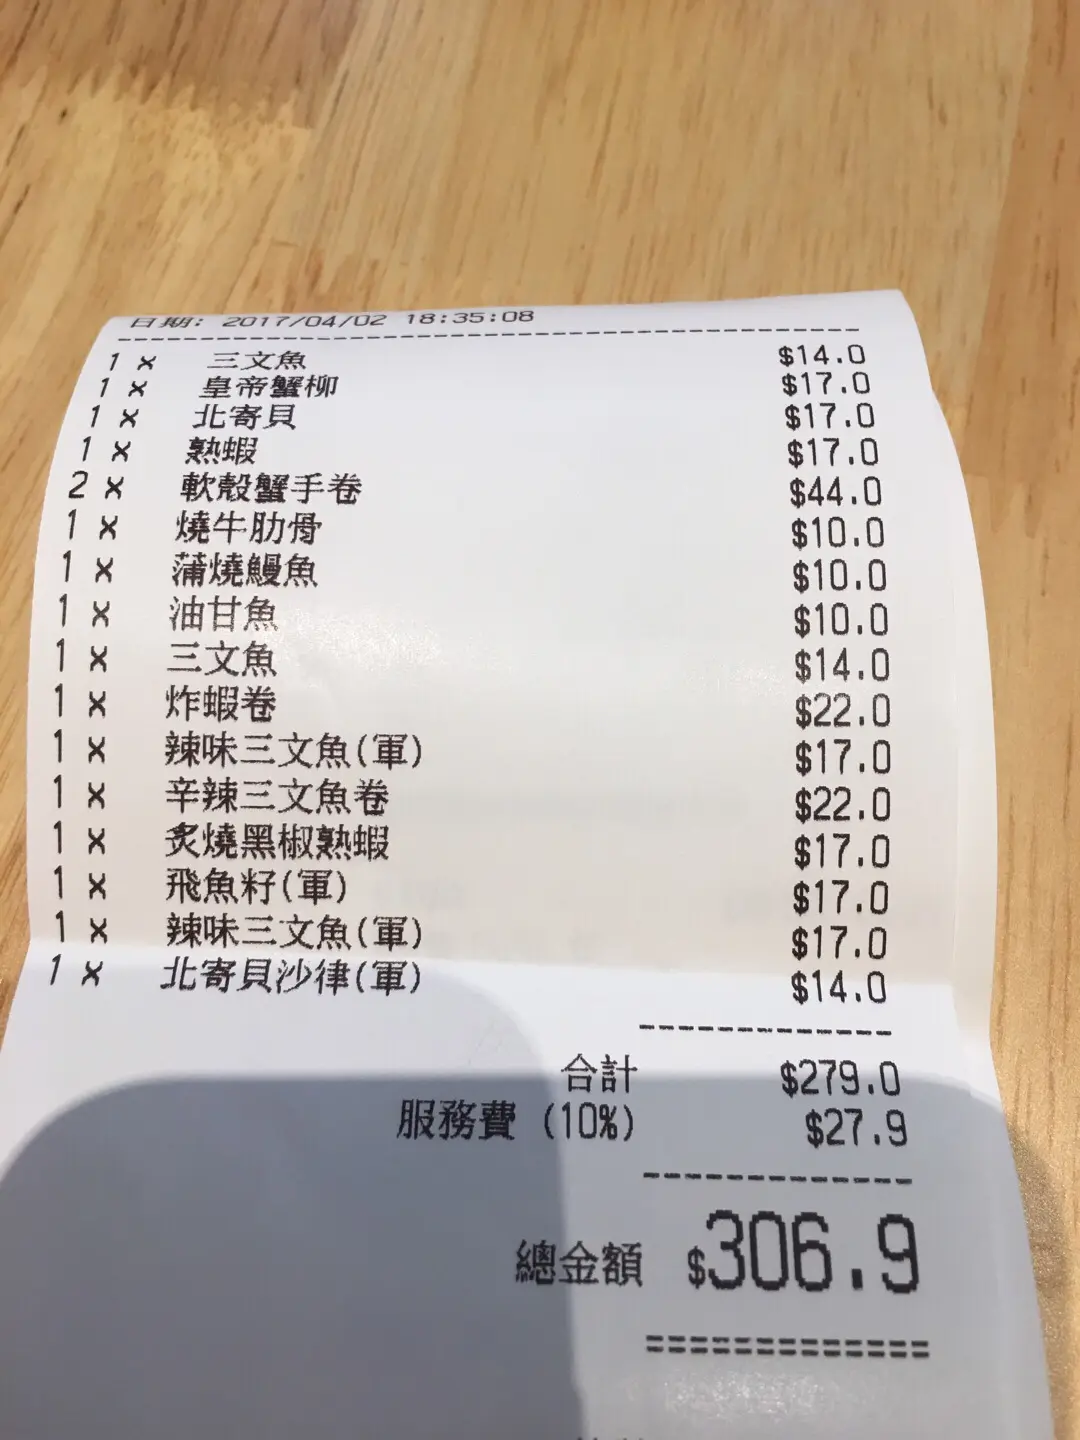 日期: 2017/04/02 18:35:08
1 x 三文魚 $14.0
1 x 皇帝蟹柳 $17.0
1 x 北寄貝 $17.0
1 x 熟蝦 $17.0
2 x 軟殼蟹手卷 $44.0
1 x 燒牛肋骨 $10.0
1 x 蒲燒鰻魚 $10.0
1 x 油甘魚 $10.0
1 x 三文魚 $14.0
1 x 炸蝦卷 $22.0
1 x 辣味三文魚(軍) $17.0
1 x 辛辣三文魚卷 $22.0
1 x 炙燒黑椒熟蝦 $17.0
1 x 飛魚籽(軍) $17.0
1 x 辣味三文魚(軍) $17.0
1 x 北寄貝沙律(軍) $14.0
合計 $279.0
服務費 (10%) $27.9
總金額 $306.9